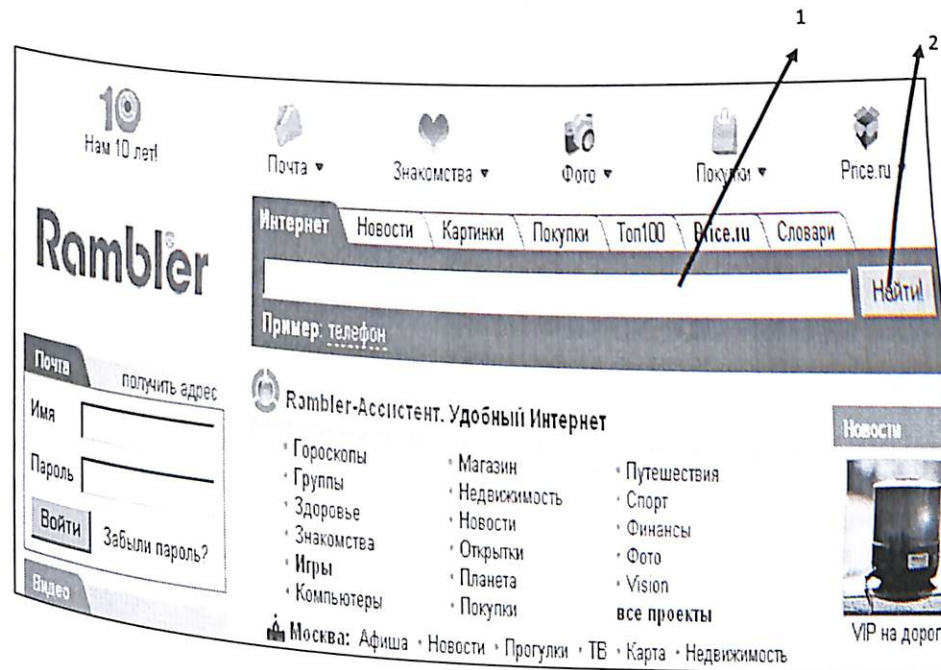 1
2
10
Нам 10 лет!
Почта
Знакомства
Фото
Покупки
Price.ru
Rambler
Интернет Новости Картинки Покупки Топ100 Price.ru Словари
Найти!
Пример: телефон
Почта получить адрес
Имя
Пароль
Войти Забыли пароль?
Видео
Rambler-Ассистент. Удобный Интернет
Гороскопы
Группы
Здоровье
Знакомства
Игры
Компьютеры
Магазин
Недвижимость
Новости
Открытки
Планета
Покупки
Путешествия
Спорт
Финансы
Фото
Vision
все проекты
Москва: Афиша • Новости • Прогулки • ТВ • Карта • Недвижимость
Новости
VIP на дорог